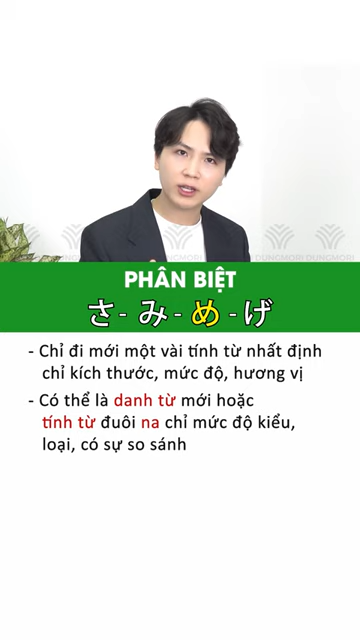 DUNGMORI DUNGMORI
PHÂN BIỆT
さ - み - め - げ
- Chỉ đi mới một vài tính từ nhất định
chỉ kích thước, mức độ, hương vị
- Có thể là danh từ mới hoặc
tính từ đuôi na chỉ mức độ kiểu,
loại, có sự so sánh